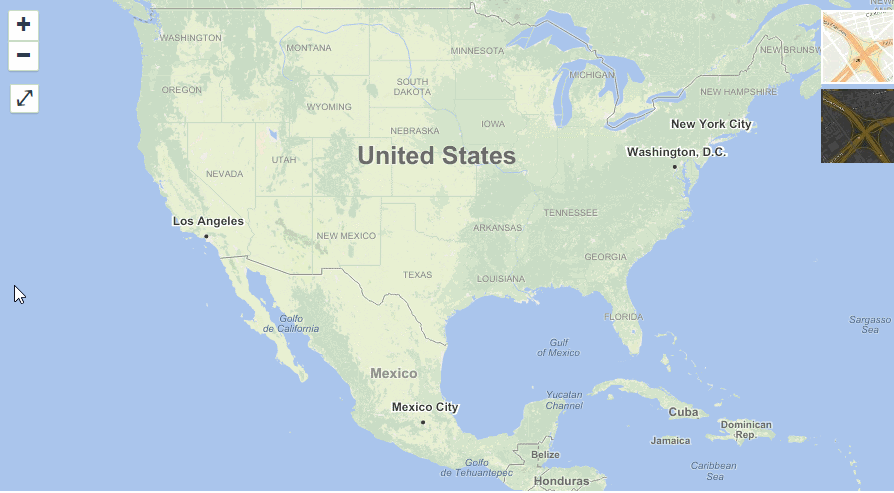 +
−
WASHINGTON
MONTANA
MINNESOTA
NEW BRUNSW
OREGON
SOUTH
DAKOTA
MICHIGAN
NEW HAMPSHIRE
WYOMING
NEBRASKA
IOWA
New York City
UTAH
United States
Washington, D.C.
NEVADA
Los Angeles
NEW MEXICO
ARKANSAS
TENNESSEE
TEXAS
LOUISIANA
GEORGIA
Golfo
de California
FLORIDA
Sargasso
Sea
Gulf
of Mexico
Mexico
Mexico City
Yucatan
Channel
Cuba
Dominican
Rep.
Jamaica
Belize
Golfo
de Tehuantepec
Caribbean
Sea
Honduras